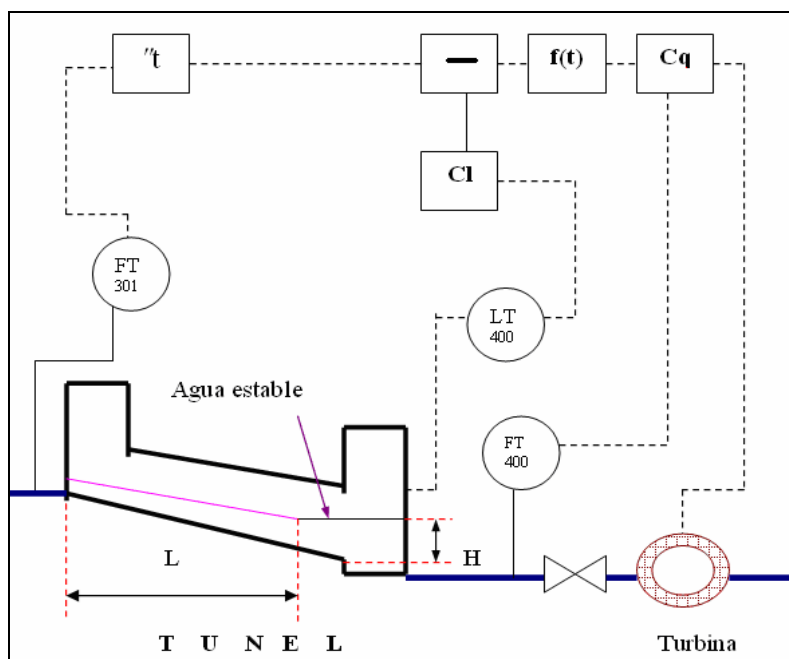 "t
–
f(t)
Cq
Cl
FT
301
LT
400
Agua estable
FT
400
L
H
T U N E L
Turbina